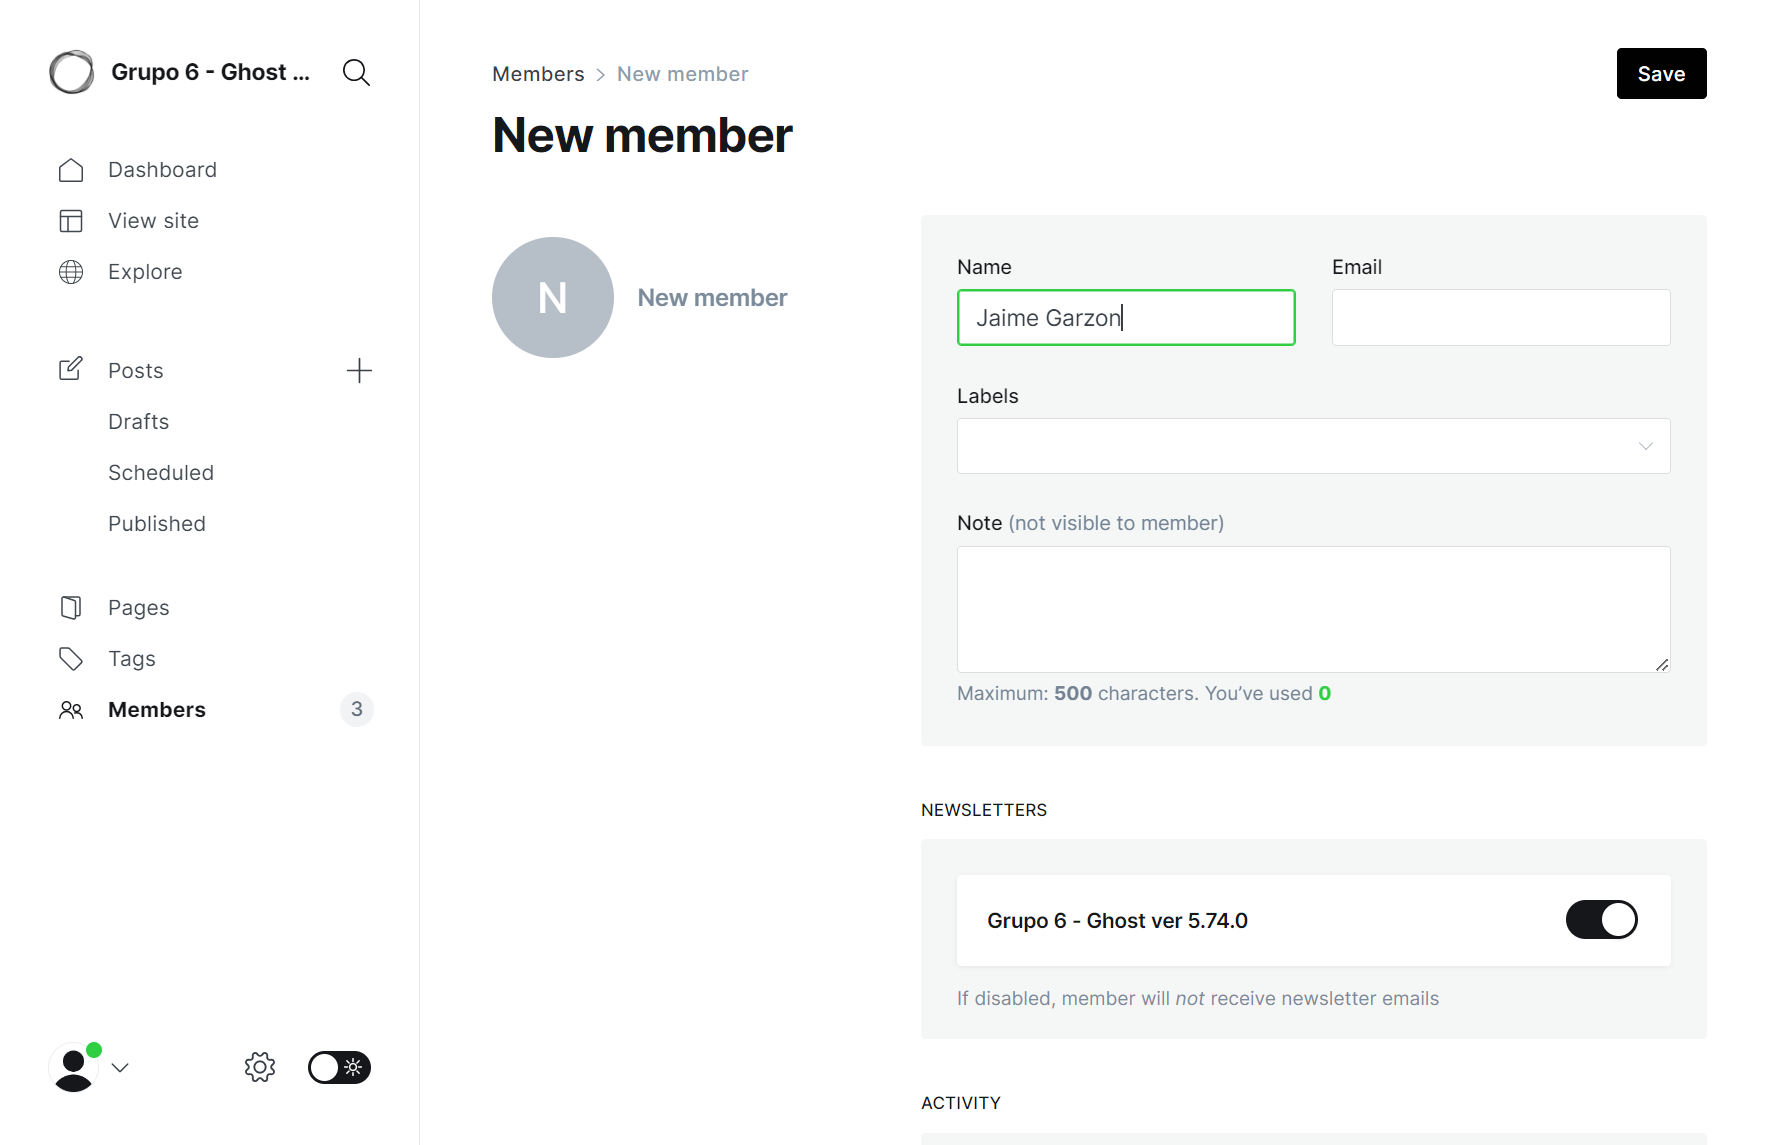 Grupo 6 - Ghost ...
Dashboard
View site
Explore
Posts
Drafts
Scheduled
Published
Pages
Tags
Members
3
Members > New member
Save
New member
N
New member
Name
Jaime Garzon
Email
Labels
Note (not visible to member)
Maximum: 500 characters. You’ve used 0
NEWSLETTERS
Grupo 6 - Ghost ver 5.74.0
If disabled, member will not receive newsletter emails
ACTIVITY